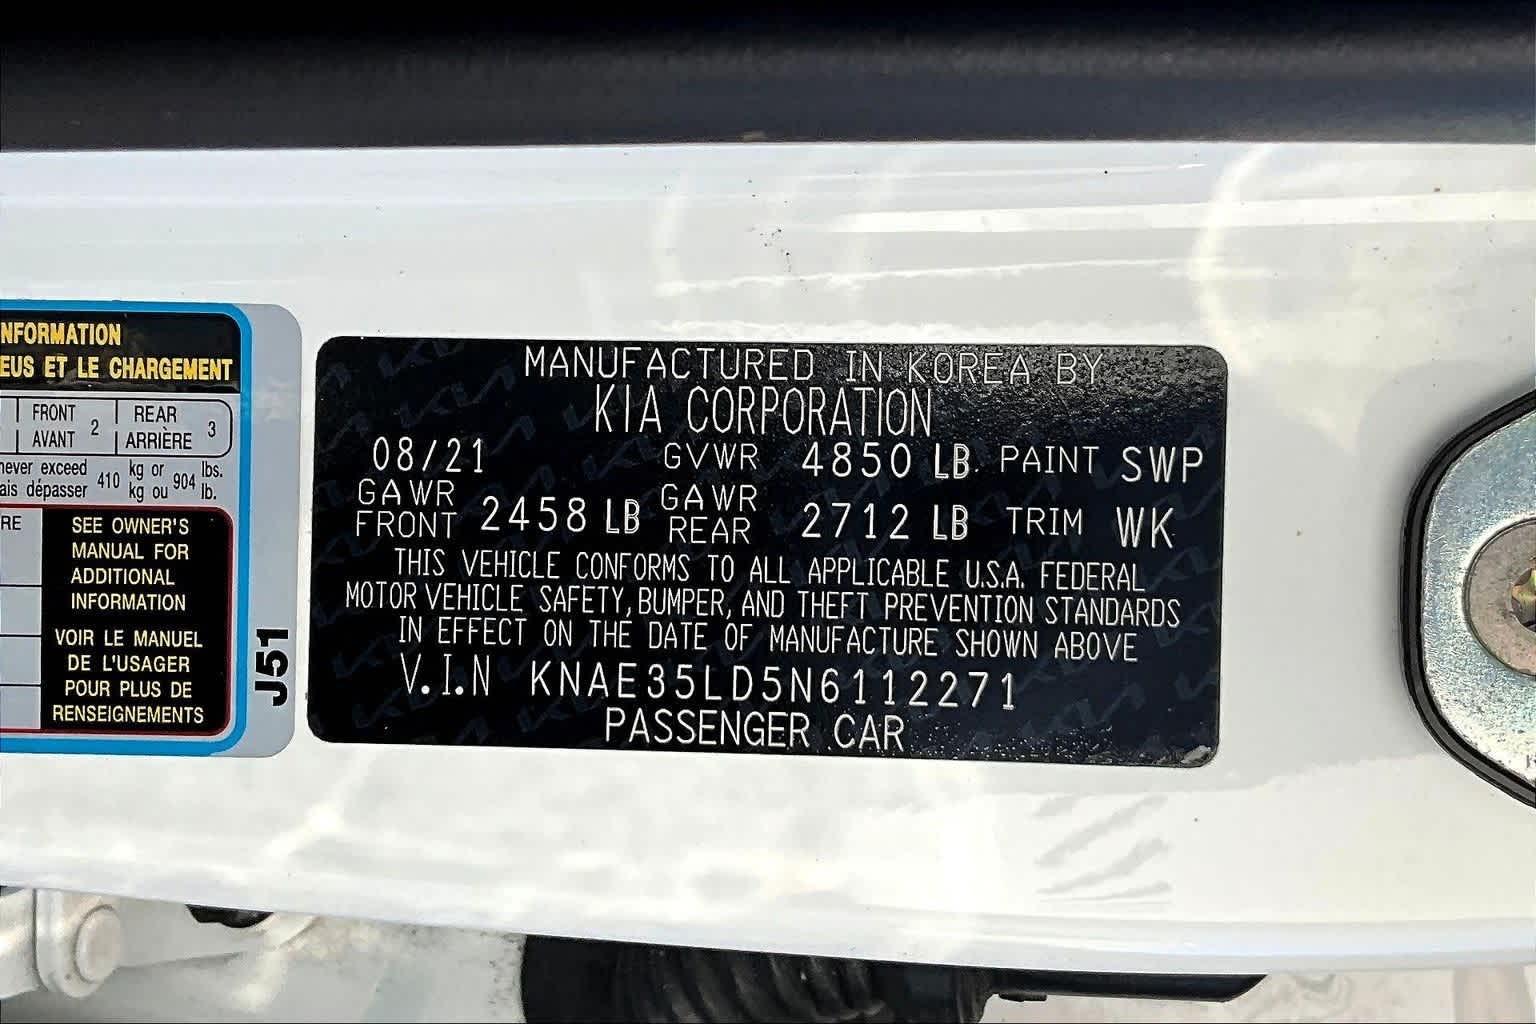 NFORMATION
EUS ET LE CHARGEMENT
FRONT 2 REAR 3
AVANT ARRIÈRE
never exceed 410 kg or 904 lbs.
ais dépasser kg ou lb.
RE
SEE OWNER'S
MANUAL FOR
ADDITIONAL
INFORMATION
VOIR LE MANUEL
DE L'USAGER
POUR PLUS DE
RENSEIGNEMENTS
J51
MANUFACTURED IN KOREA BY
KIA CORPORATION
08/21 GVWR 4850 LB PAINT SWP
GAWR FRONT 2458 LB GAWR REAR 2712 LB TRIM WK
THIS VEHICLE CONFORMS TO ALL APPLICABLE U.S.A. FEDERAL
MOTOR VEHICLE SAFETY, BUMPER, AND THEFT PREVENTION STANDARDS
IN EFFECT ON THE DATE OF MANUFACTURE SHOWN ABOVE
V.I.N KNAE35LD5N6112271
PASSENGER CAR